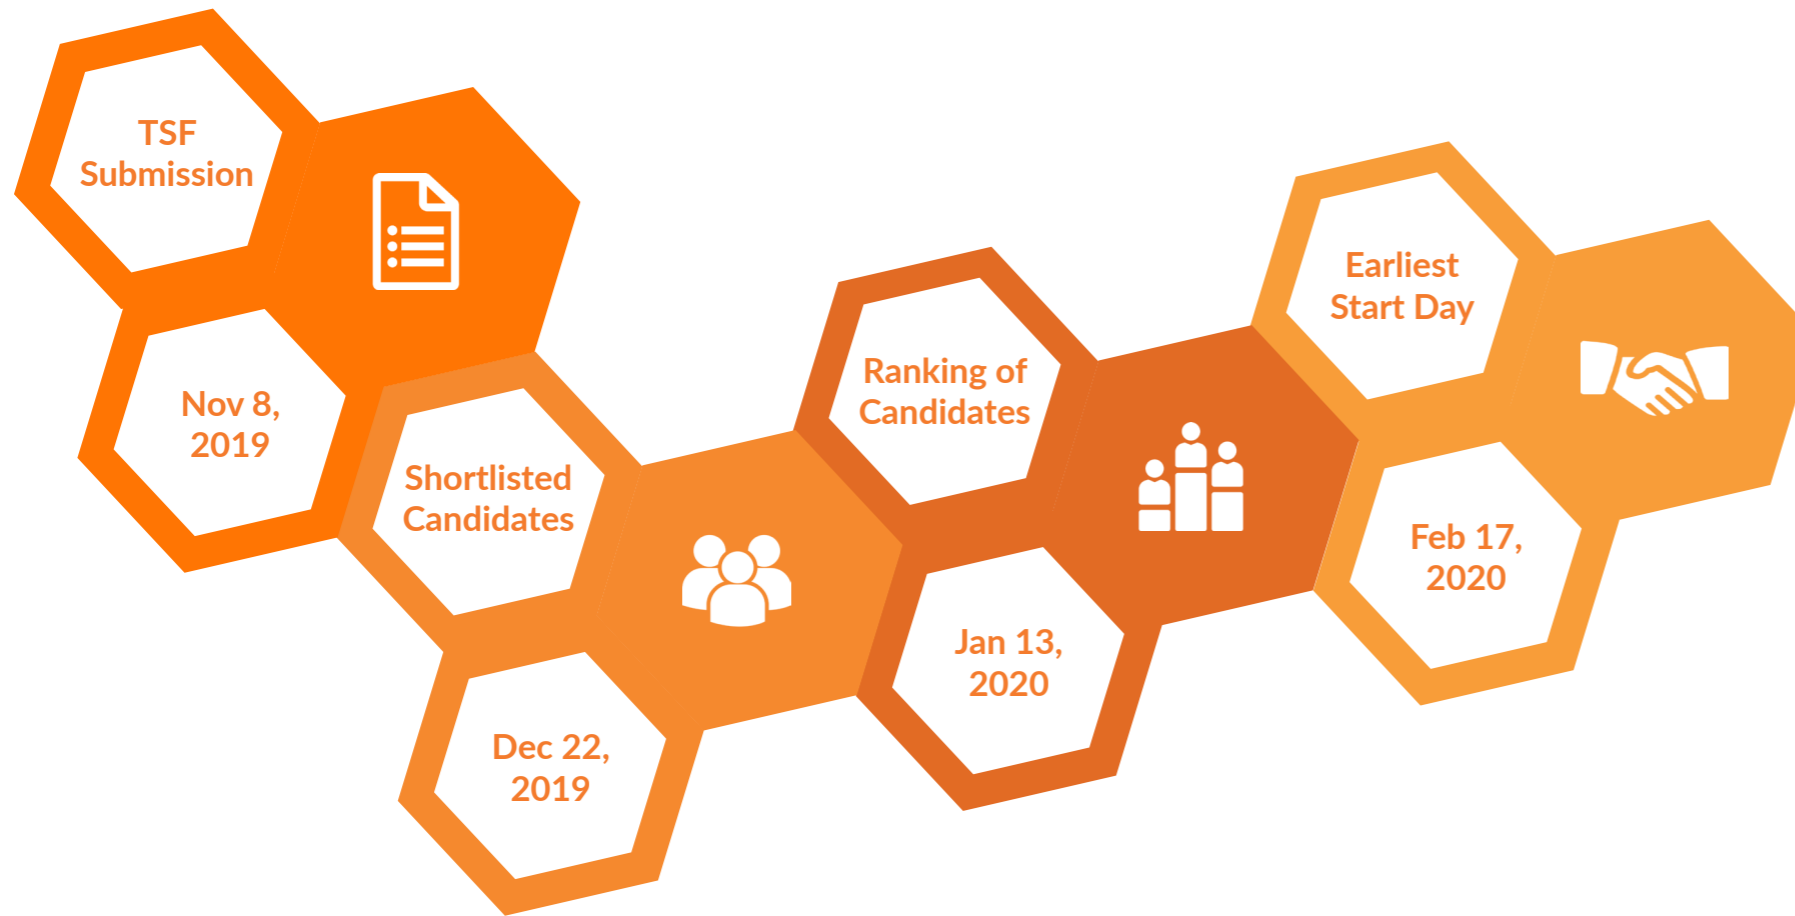 TSF
Submission
Nov 8,
2019
Shortlisted
Candidates
Dec 22,
2019
Ranking of
Candidates
Jan 13,
2020
Earliest
Start Day
Feb 17,
2020